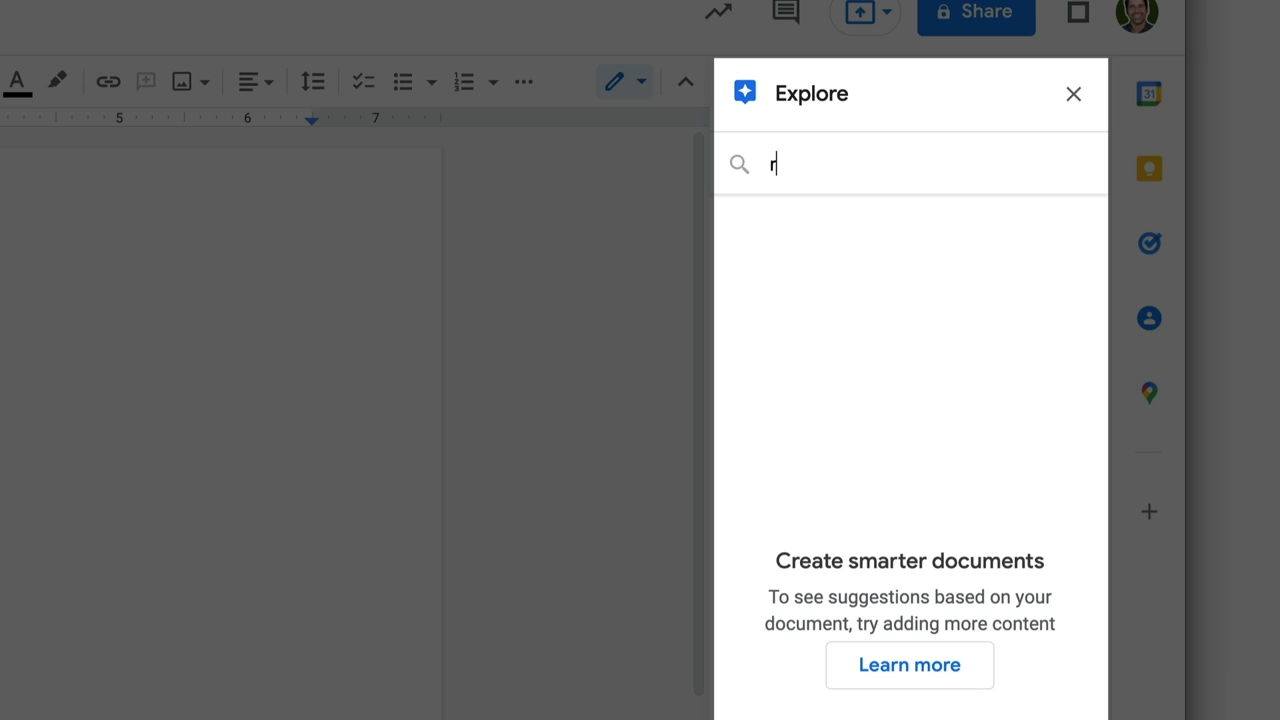 Share
A
5 6 7
31
Explore
r
Create smarter documents
To see suggestions based on your
document, try adding more content
Learn more